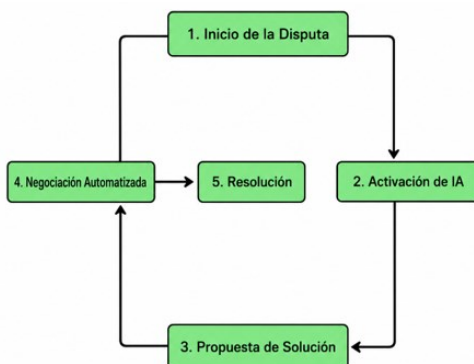 1. Inicio de la Disputa
4. Negociación Automatizada
5. Resolución
2. Activación de IA
3. Propuesta de Solución